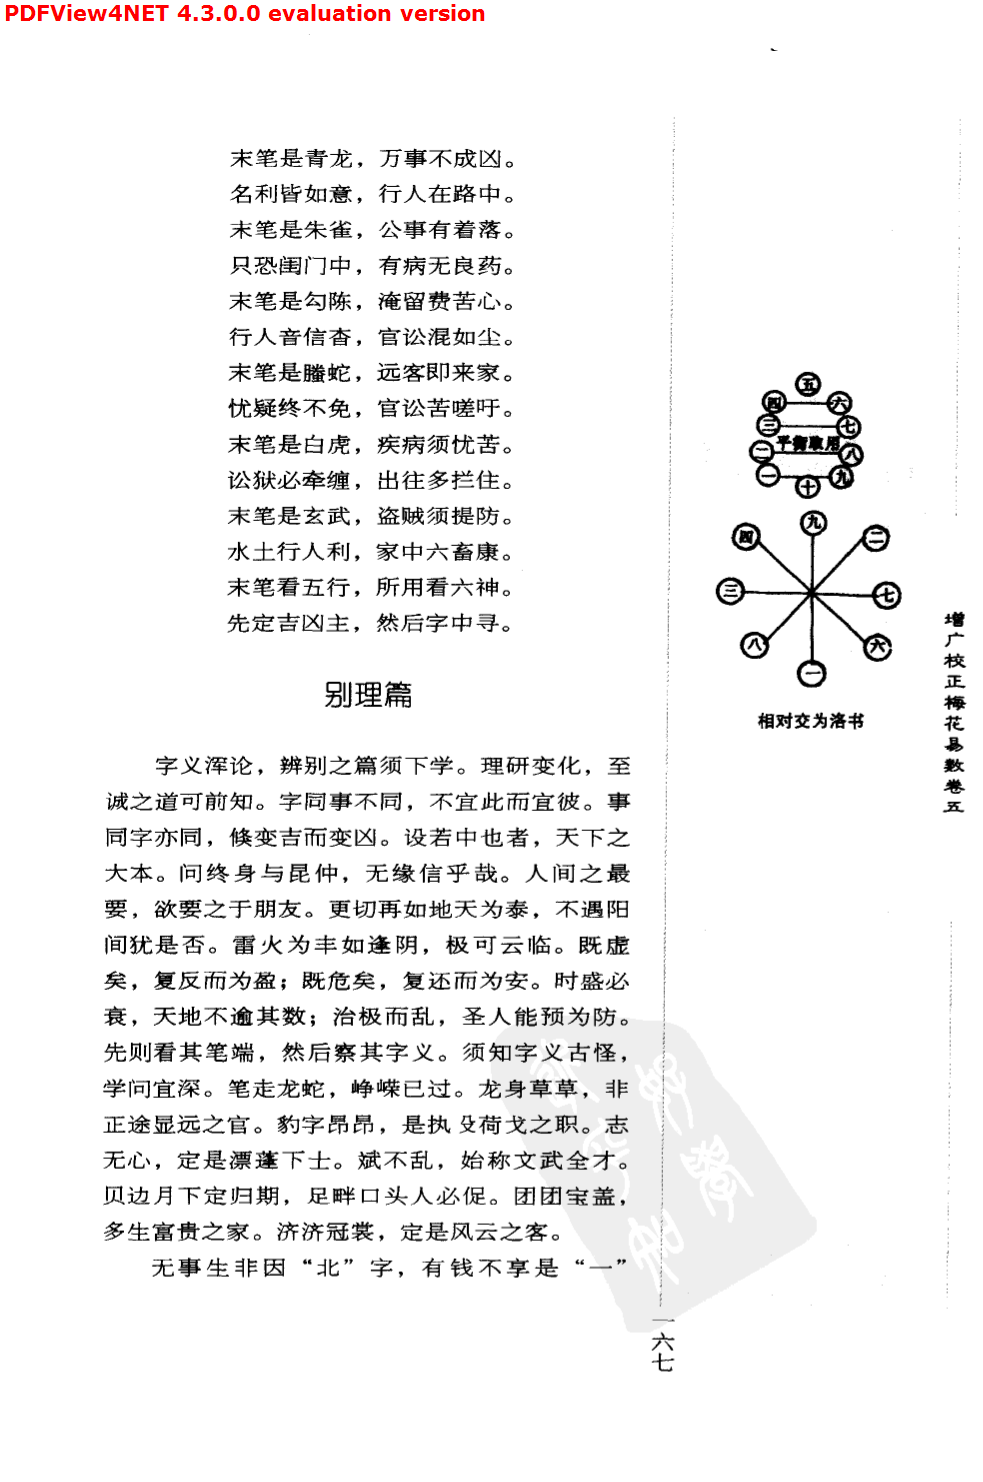 PDFView4NET 4.3.0.0 evaluation version
末笔是青龙，万事不成凶。
名利皆如意，行人在路中。
末笔是朱雀，公事有着落。
只恐闺门中，有病无良药。
末笔是勾陈，淹留费苦心。
行人音信杳，官讼混如尘。
末笔是螣蛇，远客即来家。
忧疑终不免，官讼苦嗟吁。
末笔是白虎，疾病须忧苦。
讼狱必牵缠，出往多拦住。
末笔是玄武，盗贼须提防。
水土行人利，家中六畜康。
末笔看五行，所用看六神。
先定吉凶主，然后字中寻。
别理篇
字义浑论，辨别之篇须下学。理研变化，至
诚之道可前知。字同事不同，不宜此而宜彼。事
同字亦同，倏变吉而变凶。设若中也者，天下之
大本。问终身与昆仲，无缘信乎哉。人间之最
要，欲要之于朋友。更切再如地天为泰，不遇阳
间犹是否。雷火为丰如逢阴，极可云临。既虚
矣，复反而为盈；既危矣，复还而为安。时盛必
衰，天地不逾其数；治极而乱，圣人能预为防。
先则看其笔端，然后察其字义。须知字义古怪，
学问宜深。笔走龙蛇，峥嵘已过。龙身草草，非
正途显远之官。豹字昂昂，是执殳荷戈之职。志
无心，定是漂蓬下士。斌不乱，始称文武全才。
贝边月下定归期，足畔口头人必促。团团宝盖，
多生富贵之家。济济冠裳，定是风云之客。
无事生非因“北”字，有钱不享是“一”
五
四 六
三 七
平衡取用
二 八
一 九
十
九
四 二
三 七
八 六
一
相对交为洛书
增广校正梅花易数卷五
一六七